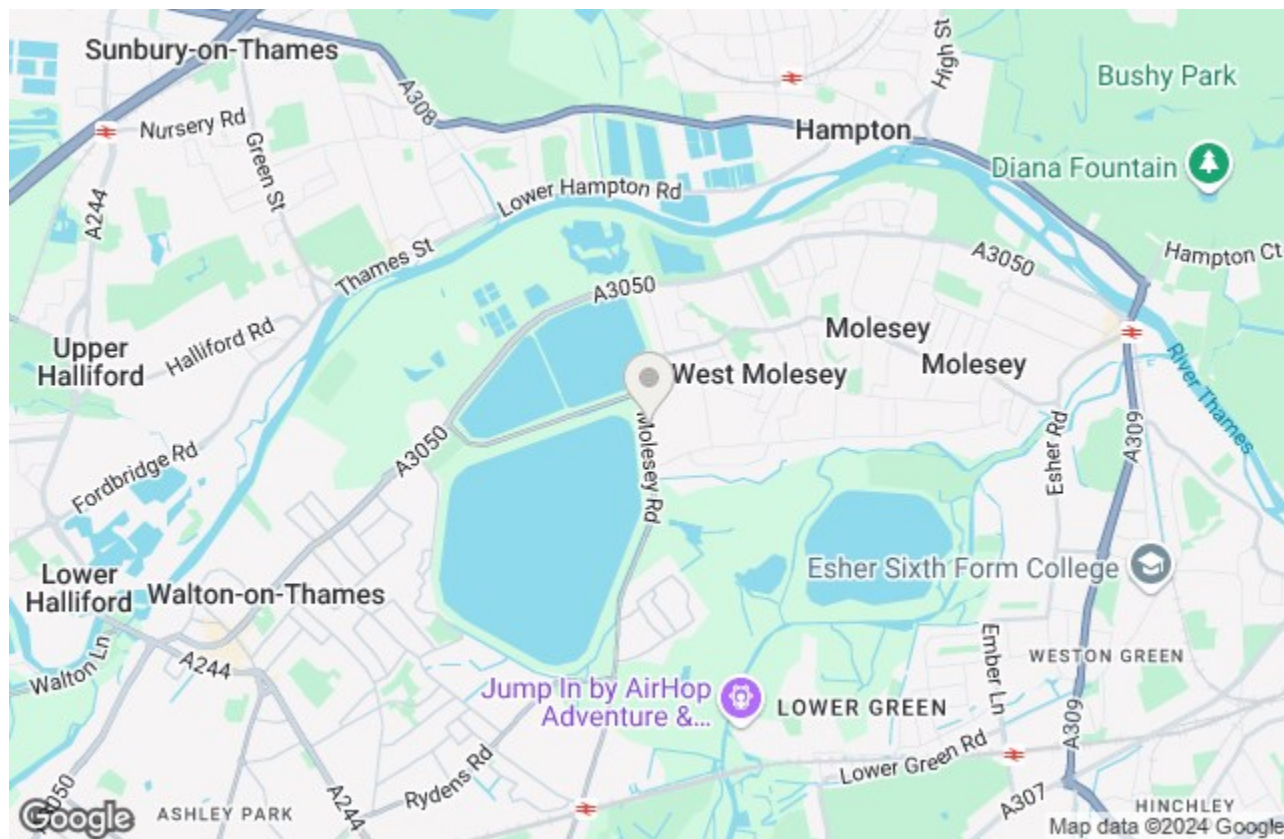 Sunbury-on-Thames
A308
High St
Bushy Park
Nursery Rd
Hampton
Green St
Diana Fountain
A244
Lower Hampton Rd
Thames St
A3050
Hampton Ct
A3050
Halliford Rd
Molesey
Upper
Halliford
West Molesey
Molesey
River Thames
Molesey Rd
A3050
Esher Rd
A309
Fordbridge Rd
Lower
Halliford
Walton-on-Thames
Esher Sixth Form College
Walton Ln
A244
Ember Ln
WESTON GREEN
Jump In by AirHop
Adventure &...
LOWER GREEN
A309
Lower Green Rd
Rydens Rd
A3050
A244
A307
ASHLEY PARK
HINCHLEY
Google
Map data ©2024 Google